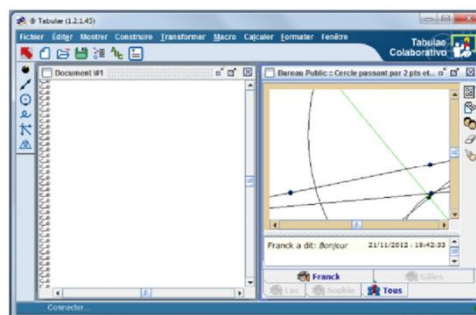 Tabulæ (1.2.1.45)
Fichier Editer Montrer Construire Transformer Macro Calculer Formater Fenêtre
Tabulae
Colaborativo
Document U#1
Bureau Public :: Cercle passant par 2 pts et...
Franck a dit: Bonjour 21/11/2012 : 18:42:33
Franck Gilles
Luc Sophie Tous
Connecter...